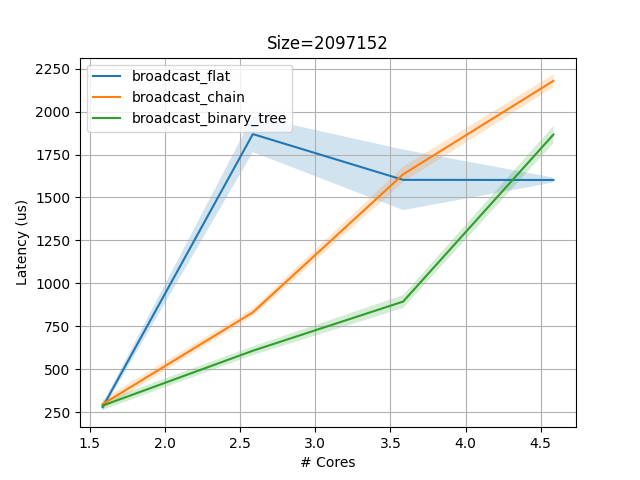 Size=2097152
broadcast_flat
broadcast_chain
broadcast_binary_tree
Latency (us)
2250
2000
1750
1500
1250
1000
750
500
250
1.5 2.0 2.5 3.0 3.5 4.0 4.5
# Cores